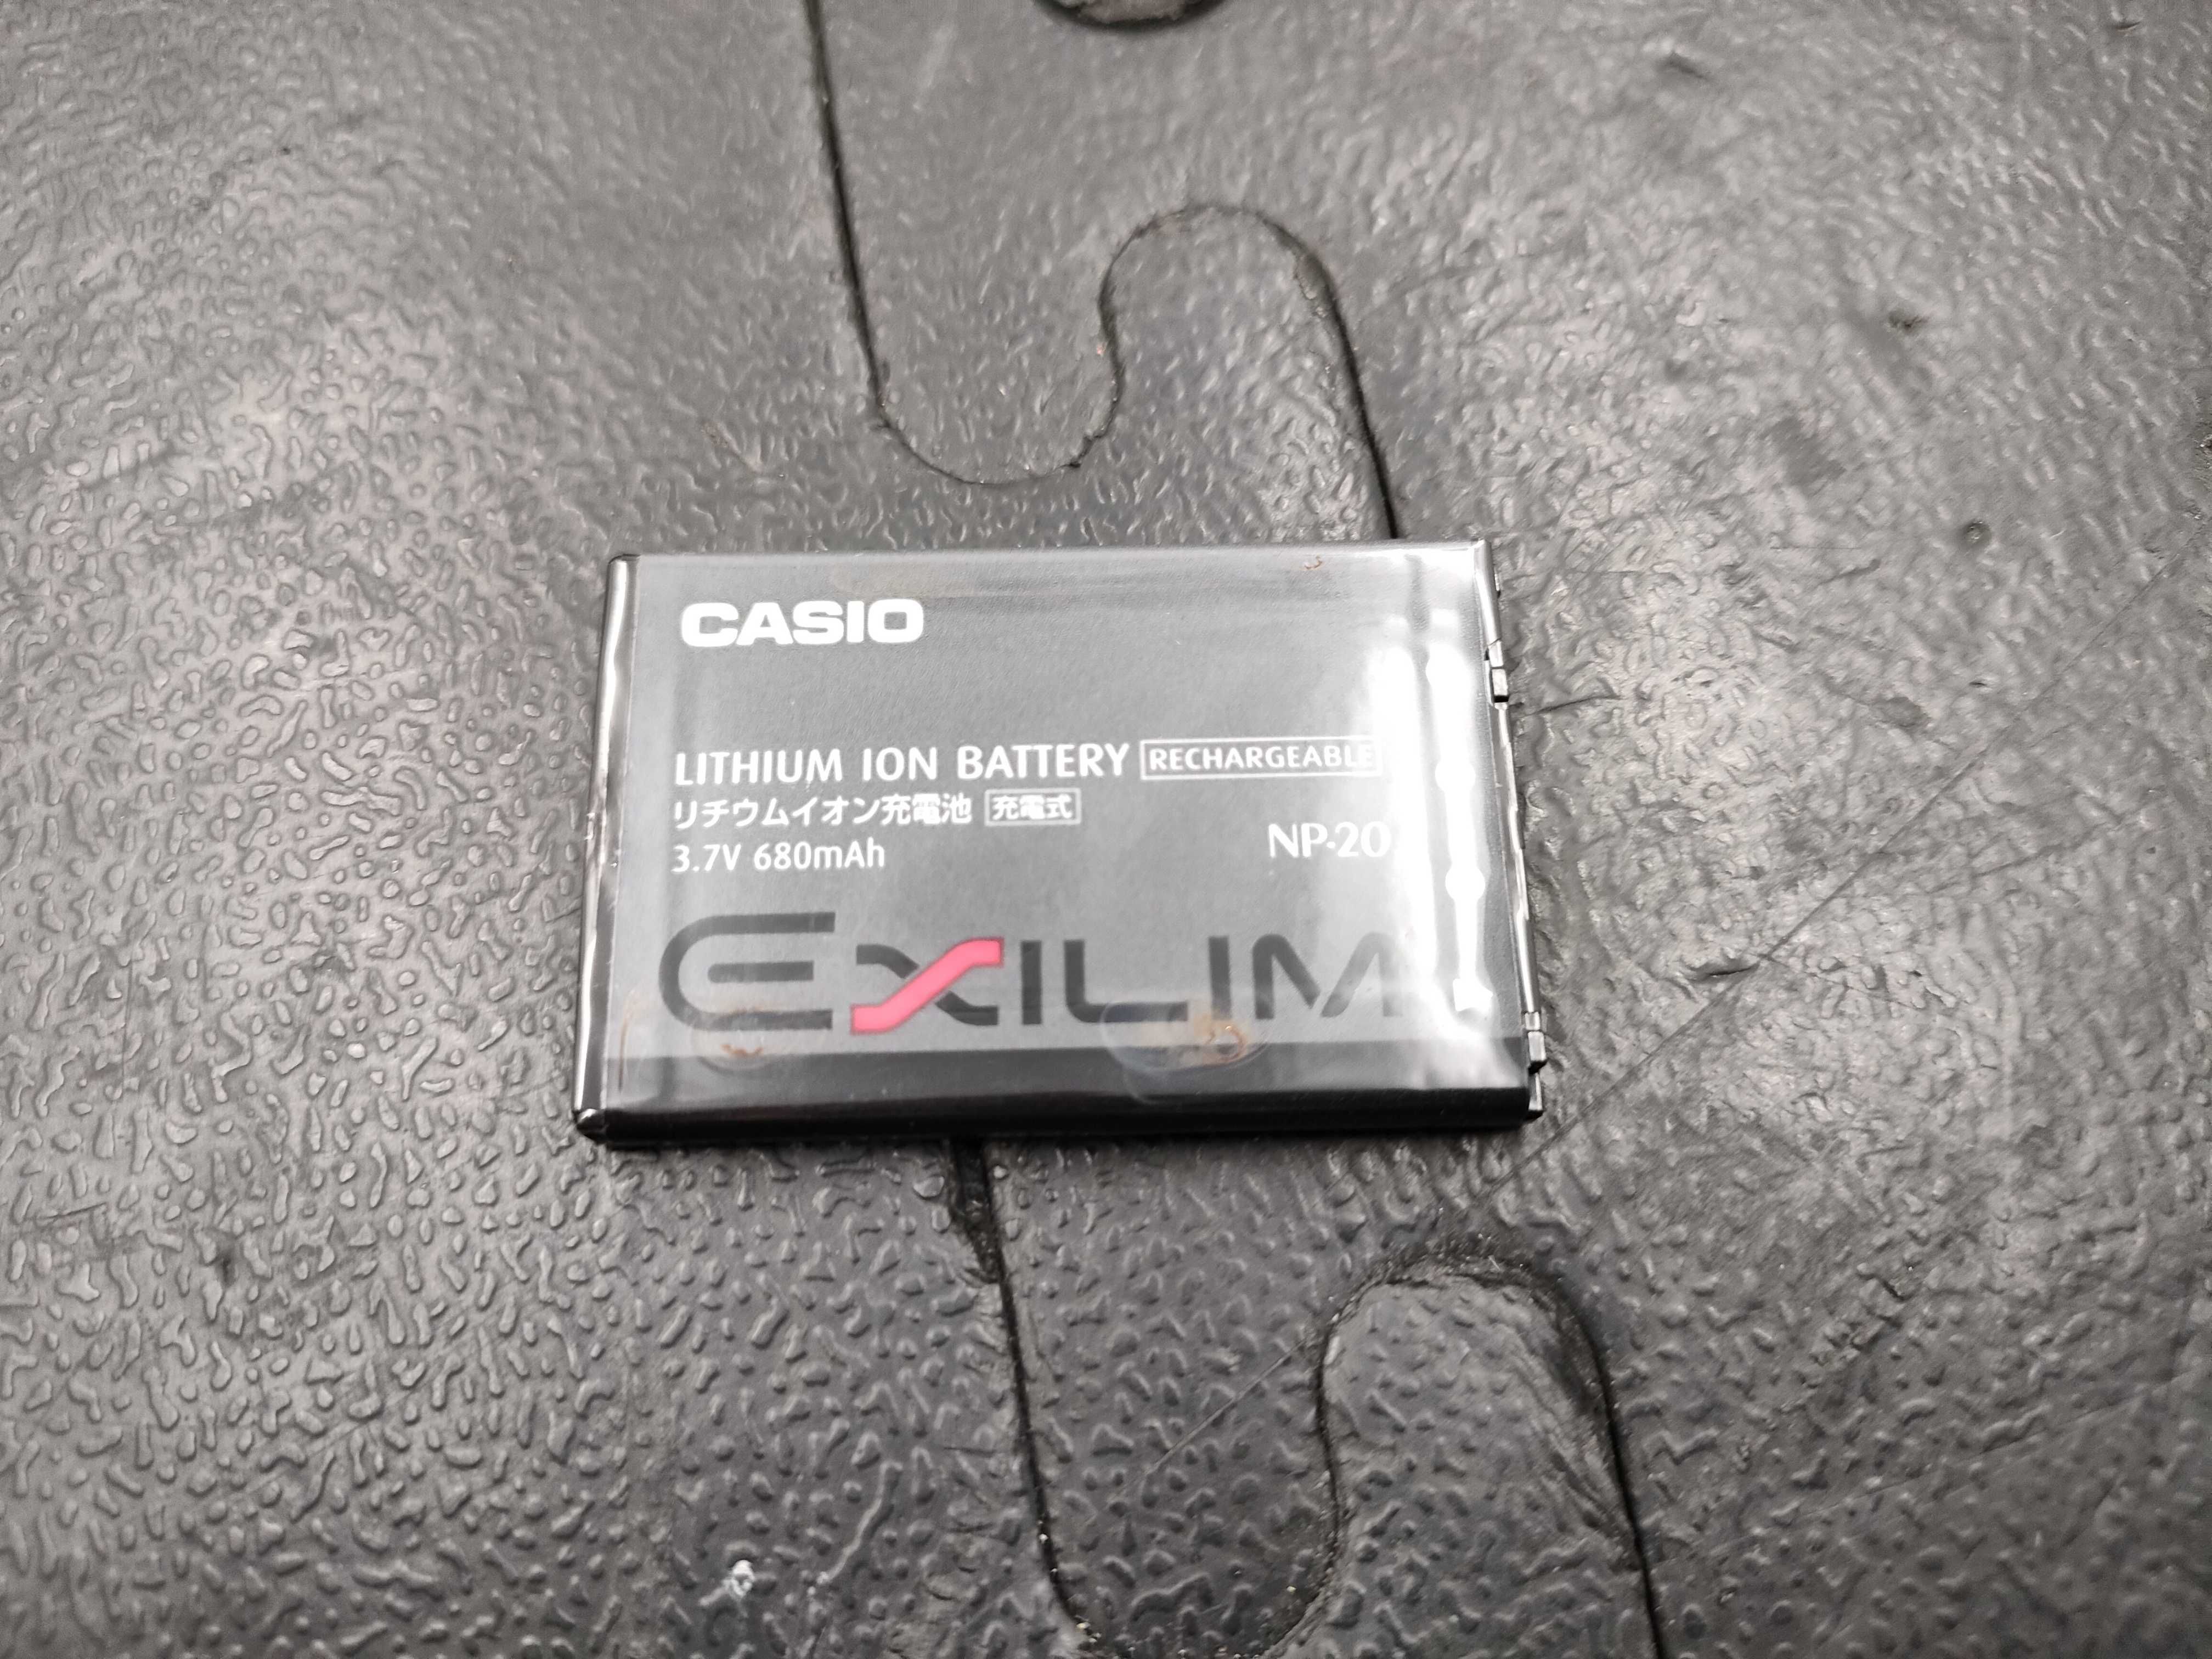 CASIO
LITHIUM ION BATTERY RECHARGEABLE
リチウムイオン充電池 充電式
3.7V 680mAh
NP-20
EXILIM